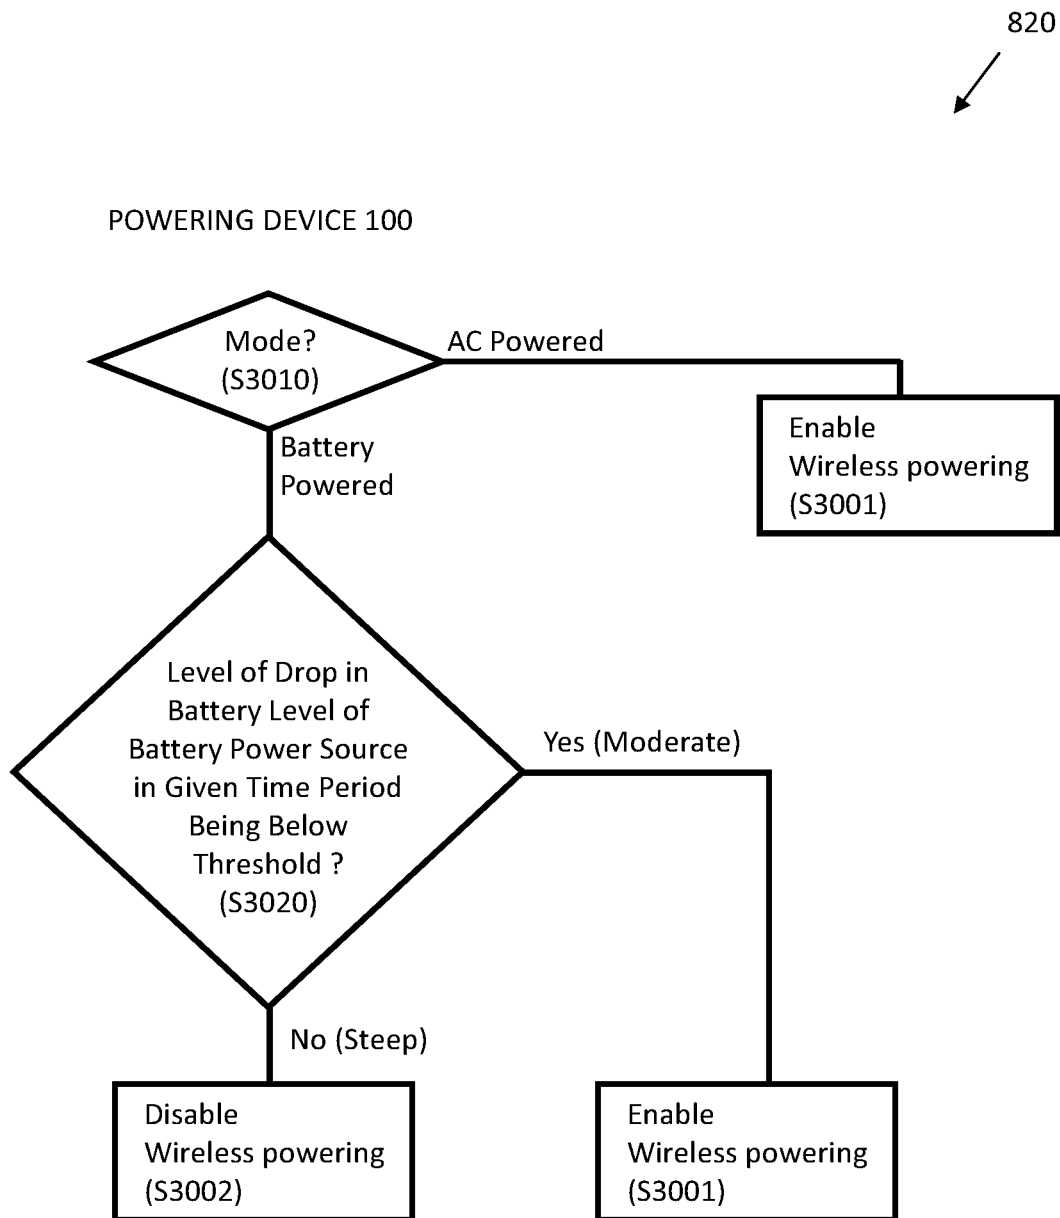 820
POWERING DEVICE 100
Mode?
(S3010)
AC Powered
Enable
Wireless powering
(S3001)
Battery
Powered
Level of Drop in
Battery Level of
Battery Power Source
in Given Time Period
Being Below
Threshold ?
(S3020)
Yes (Moderate)
No (Steep)
Disable
Wireless powering
(S3002)
Enable
Wireless powering
(S3001)